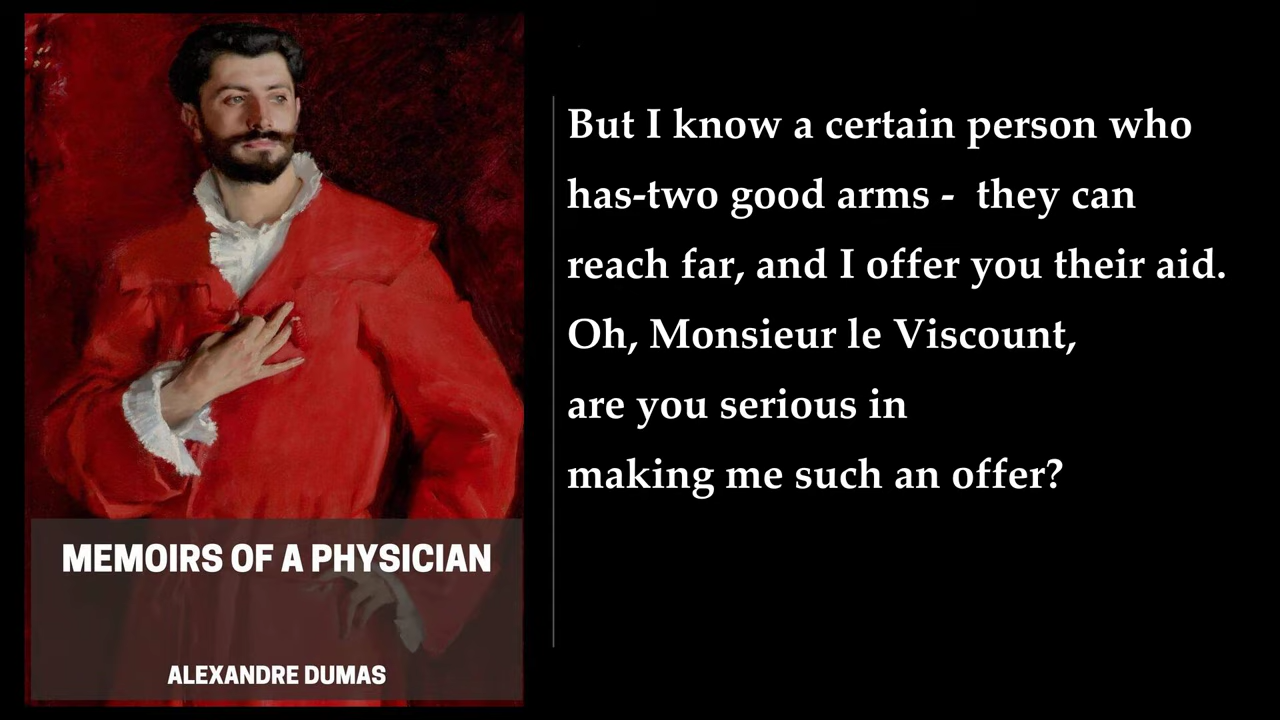 But I know a certain person who
has-two good arms -  they can
reach far, and I offer you their aid.
Oh, Monsieur le Viscount,
are you serious in
making me such an offer?
MEMOIRS OF A PHYSICIAN
ALEXANDRE DUMAS